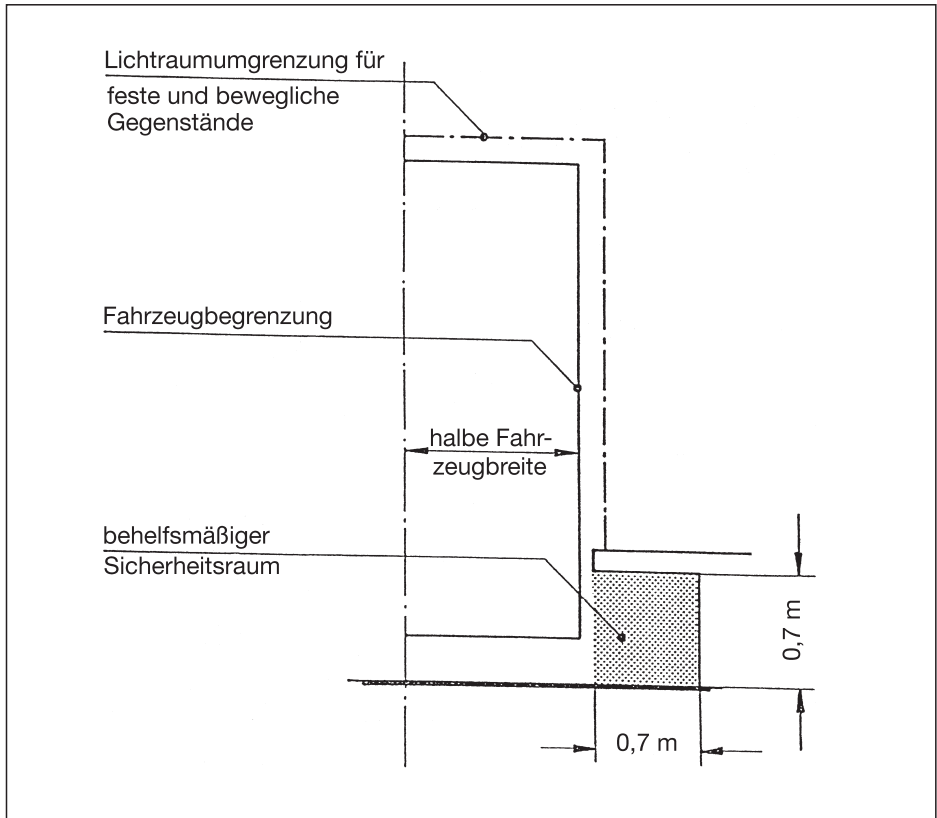 Lichtraumumgrenzung für
feste und bewegliche
Gegenstände
Fahrzeugbegrenzung
halbe Fahr-
zeugbreite
behelfsmäßiger
Sicherheitsraum
0,7 m
0,7 m